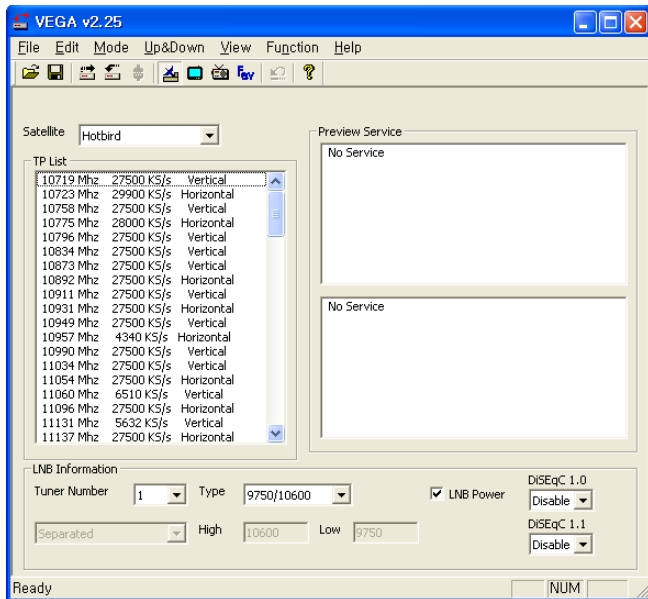 VEGA v2.25
File Edit Mode Up&Down View Function Help
Satellite Hotbird
Preview Service
No Service
TP List
10719 Mhz 27500 KS/s Vertical
10723 Mhz 29900 KS/s Horizontal
10758 Mhz 27500 KS/s Vertical
10775 Mhz 28000 KS/s Horizontal
10796 Mhz 27500 KS/s Vertical
10834 Mhz 27500 KS/s Vertical
10873 Mhz 27500 KS/s Vertical
10892 Mhz 27500 KS/s Horizontal
10911 Mhz 27500 KS/s Vertical
10931 Mhz 27500 KS/s Horizontal
10949 Mhz 27500 KS/s Vertical
10957 Mhz 4340 KS/s Horizontal
10990 Mhz 27500 KS/s Vertical
11034 Mhz 27500 KS/s Vertical
11054 Mhz 27500 KS/s Horizontal
11060 Mhz 6510 KS/s Vertical
11096 Mhz 27500 KS/s Horizontal
11131 Mhz 5632 KS/s Vertical
11137 Mhz 27500 KS/s Horizontal
No Service
LNB Information
Tuner Number 1 Type 9750/10600 LNB Power
DiSEqC 1.0
Disable
Separated High 10600 Low 9750
DiSEqC 1.1
Disable
Ready NUM